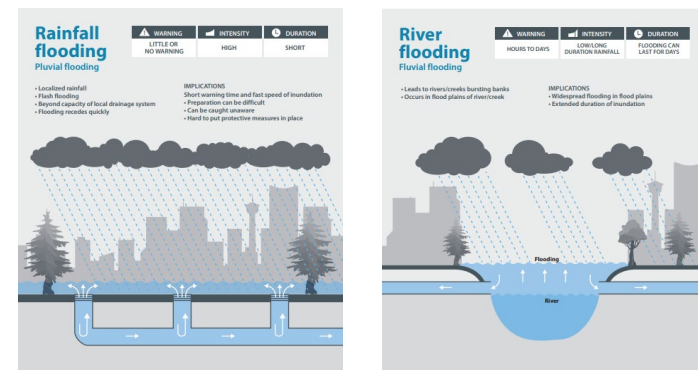 Rainfall
flooding
Pluvial flooding
WARNING
INTENSITY
DURATION
LITTLE OR
NO WARNING
HIGH
SHORT
• Localized rainfall
• Flash flooding
• Beyond capacity of local drainage system
• Flooding recedes quickly
IMPLICATIONS
Short warning time and fast speed of inundation
• Preparation can be difficult
• Can be caught unaware
• Hard to put protective measures in place
River
flooding
Fluvial flooding
WARNING
INTENSITY
DURATION
HOURS TO DAYS
LOW/LONG
DURATION RAINFALL
FLOODING CAN
LAST FOR DAYS
• Leads to rivers/creeks bursting banks
• Occurs in flood plains of river/creek
IMPLICATIONS
• Widespread flooding in flood plains
• Extended duration of inundation
Flooding
River